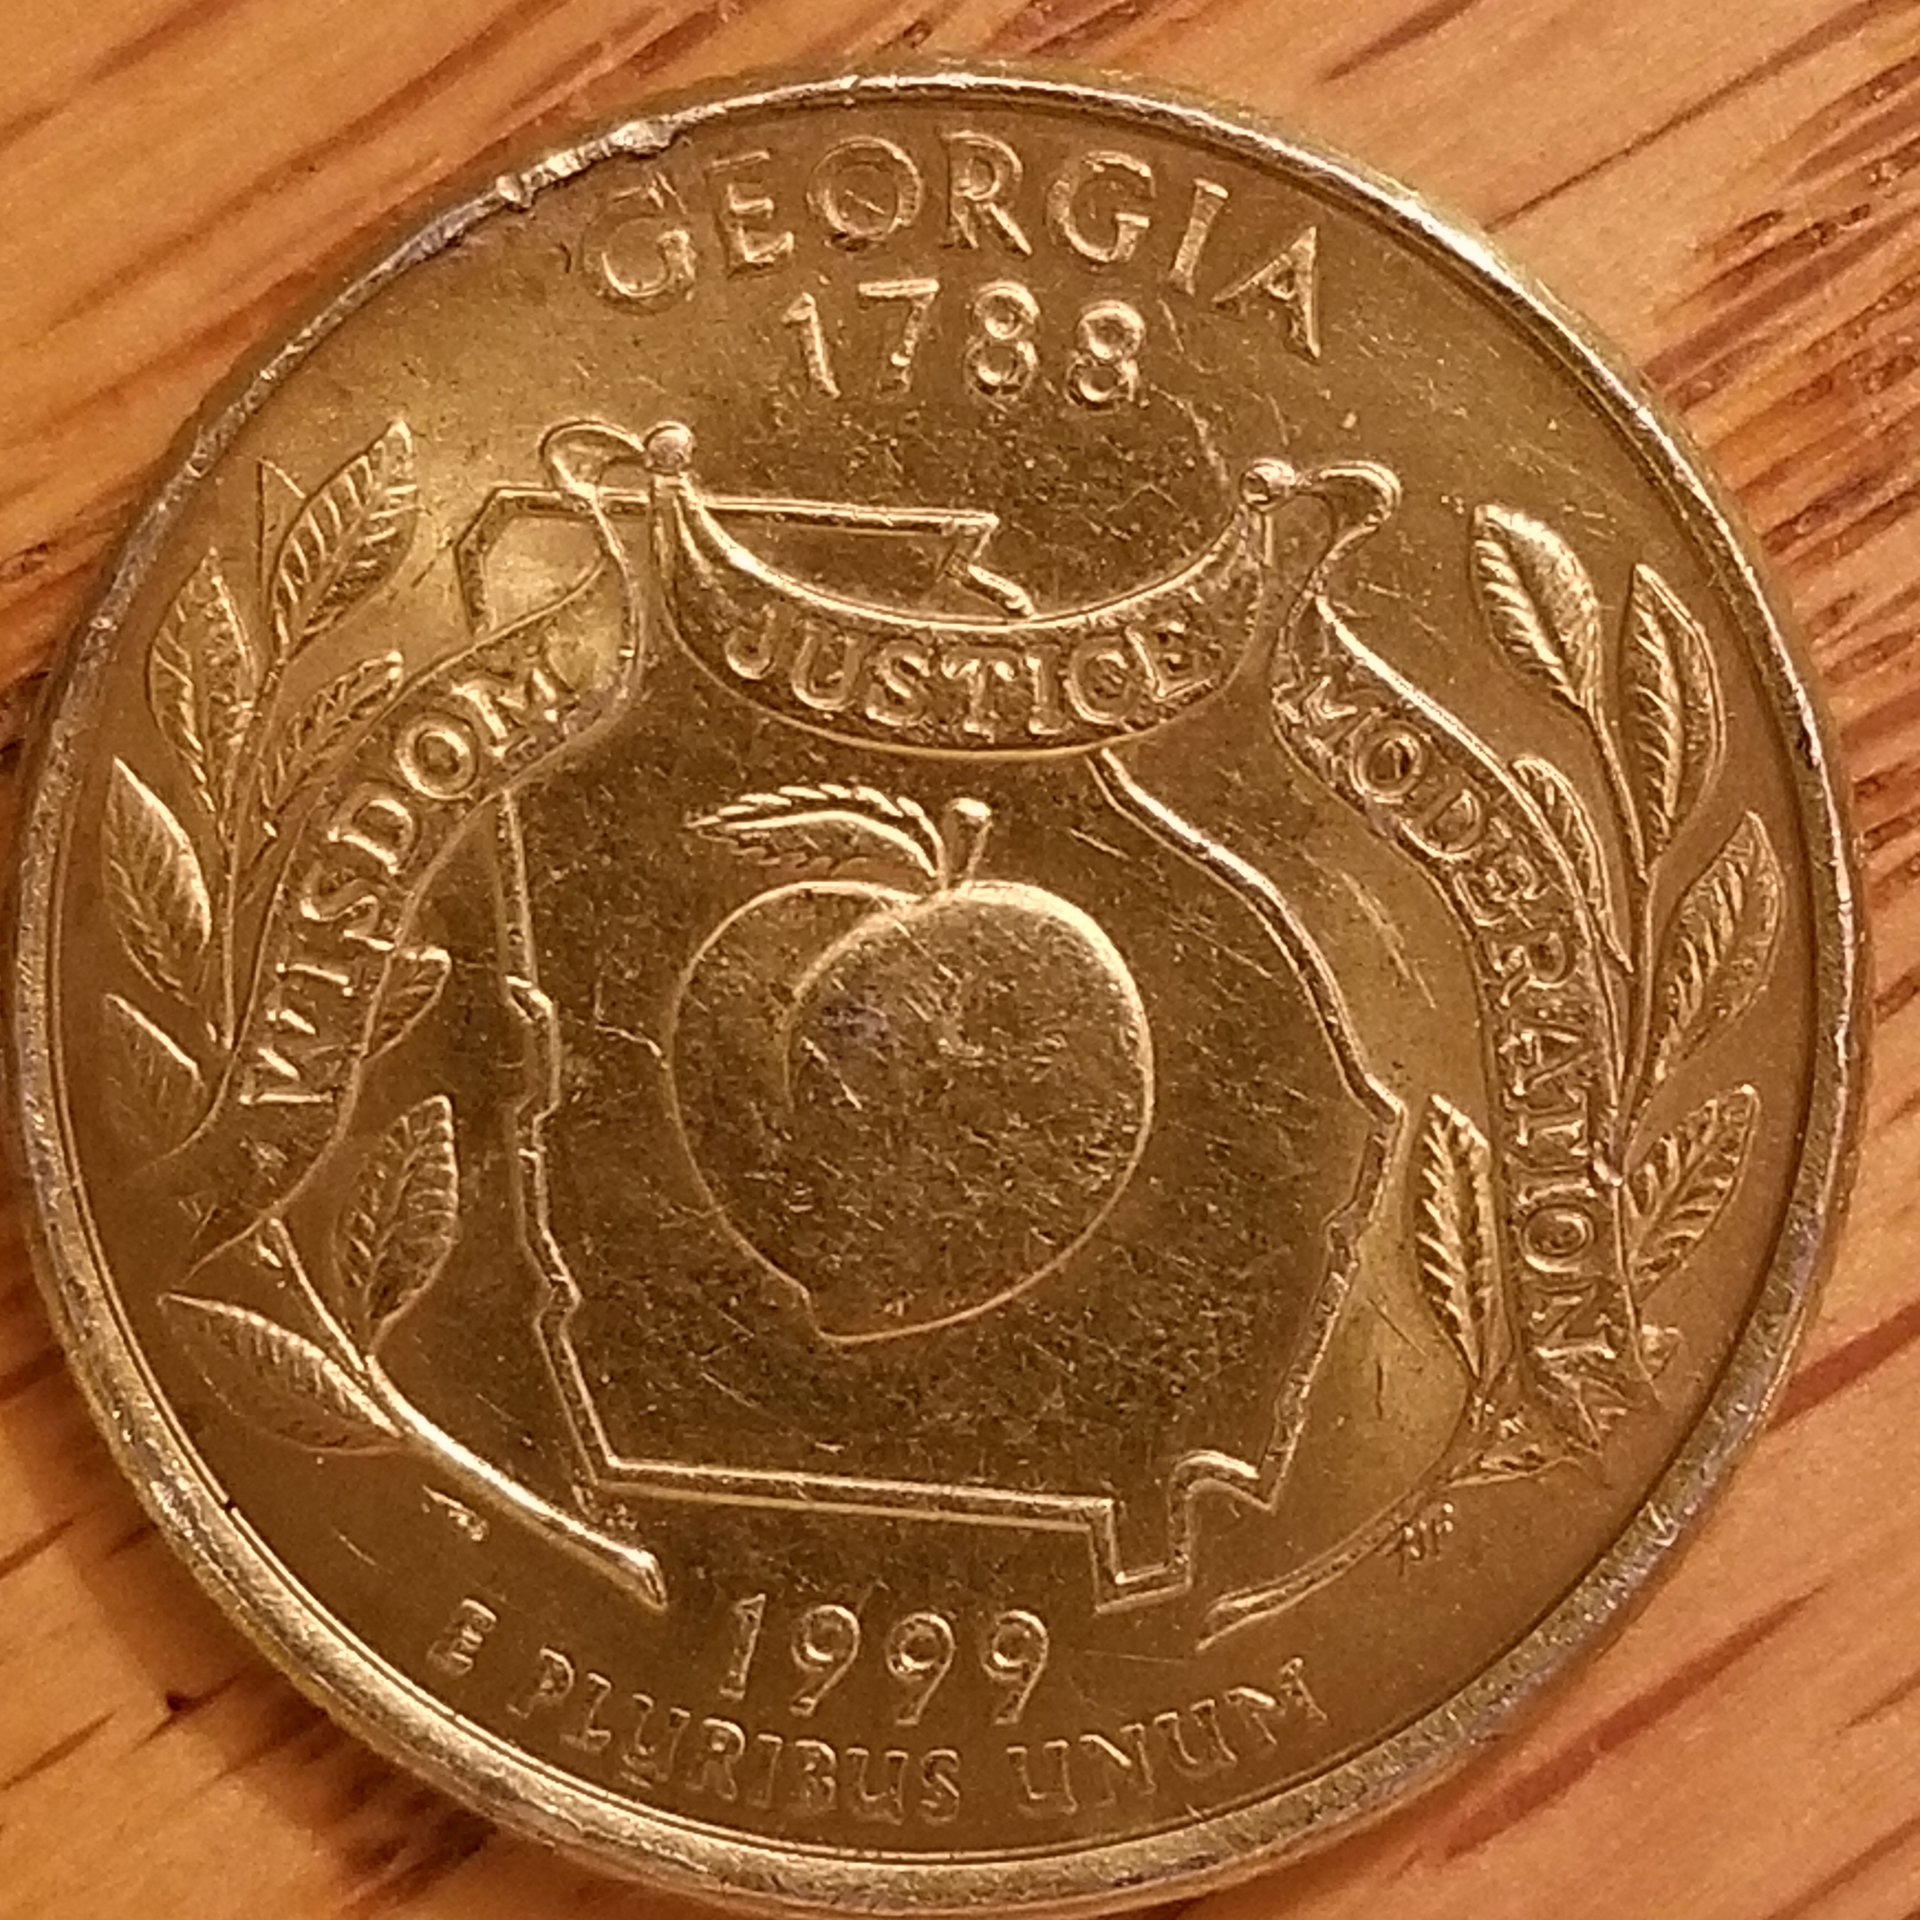 GEORGIA
1788
WISDOM
JUSTICE
MODERATION
1999
E PLURIBUS UNUM